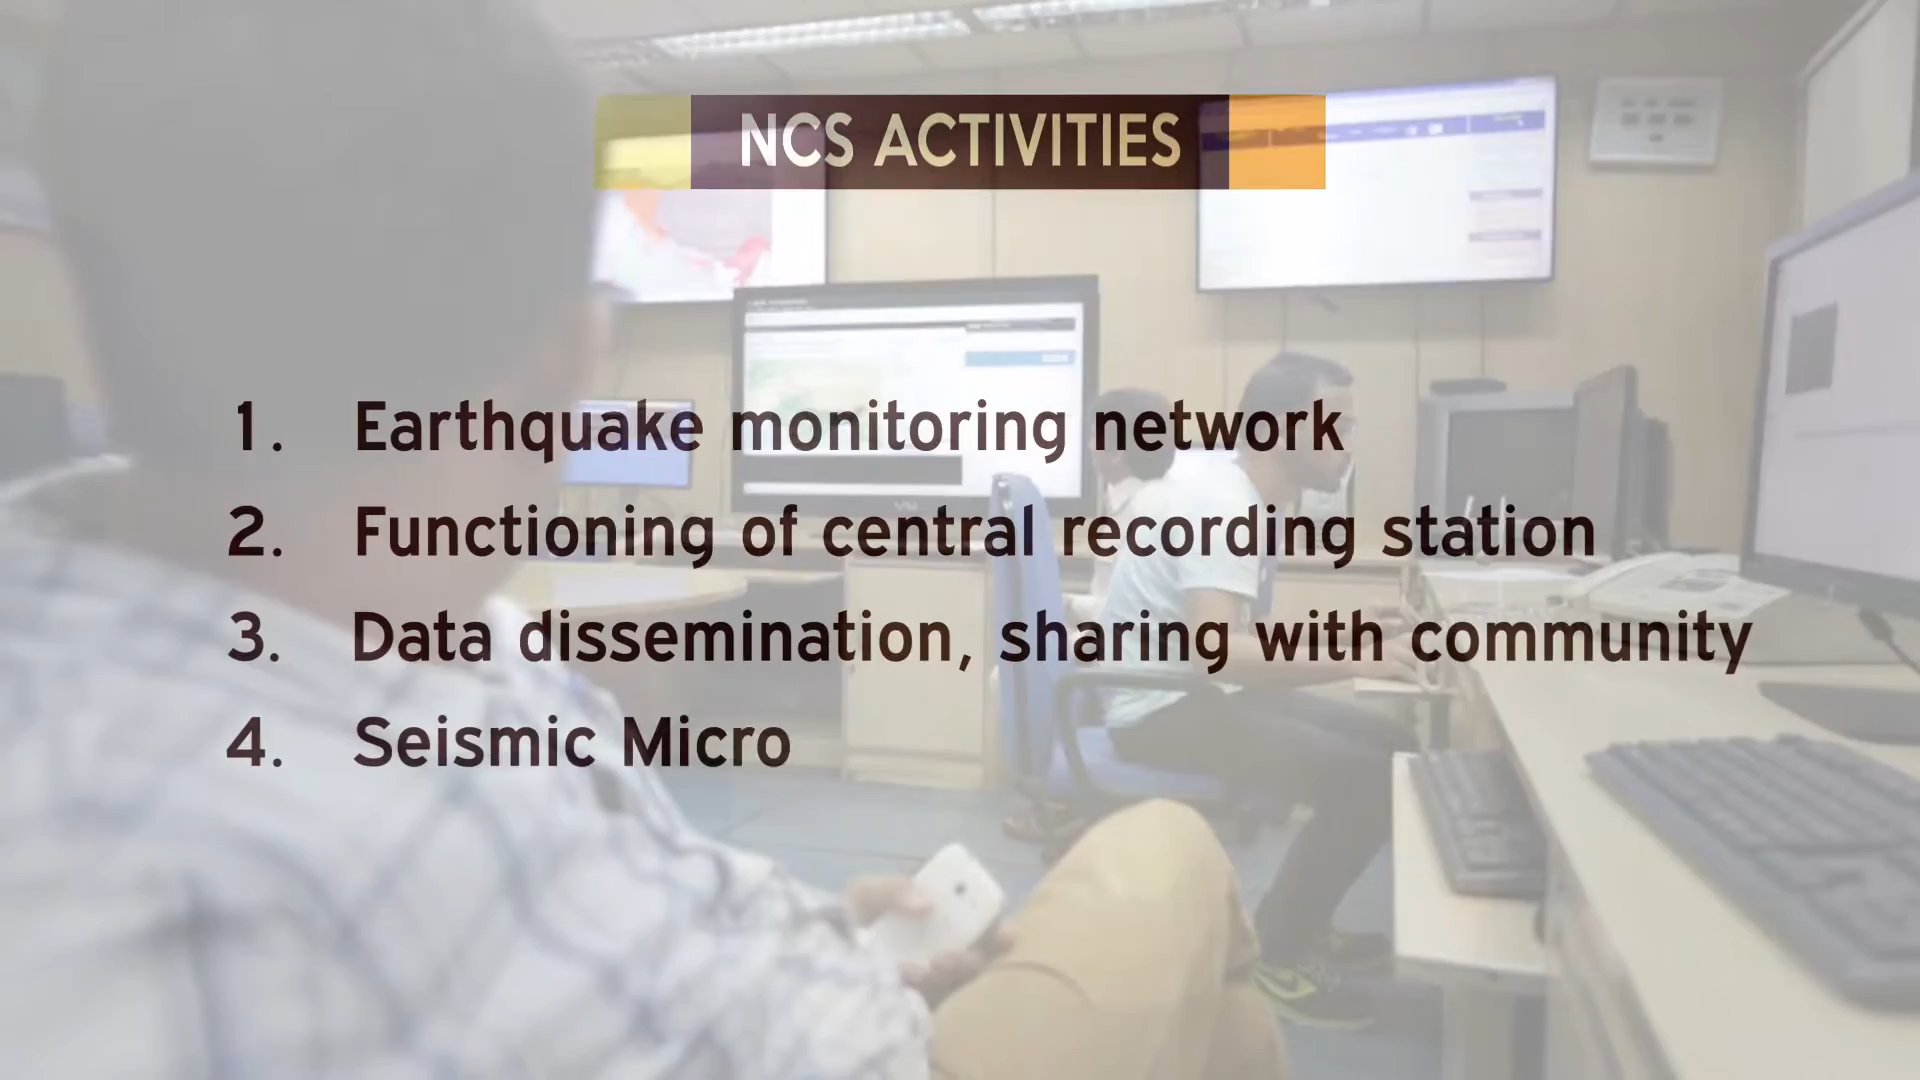 NCS ACTIVITIES
1. Earthquake monitoring network
2. Functioning of central recording station
3. Data dissemination, sharing with community
4. Seismic Micro